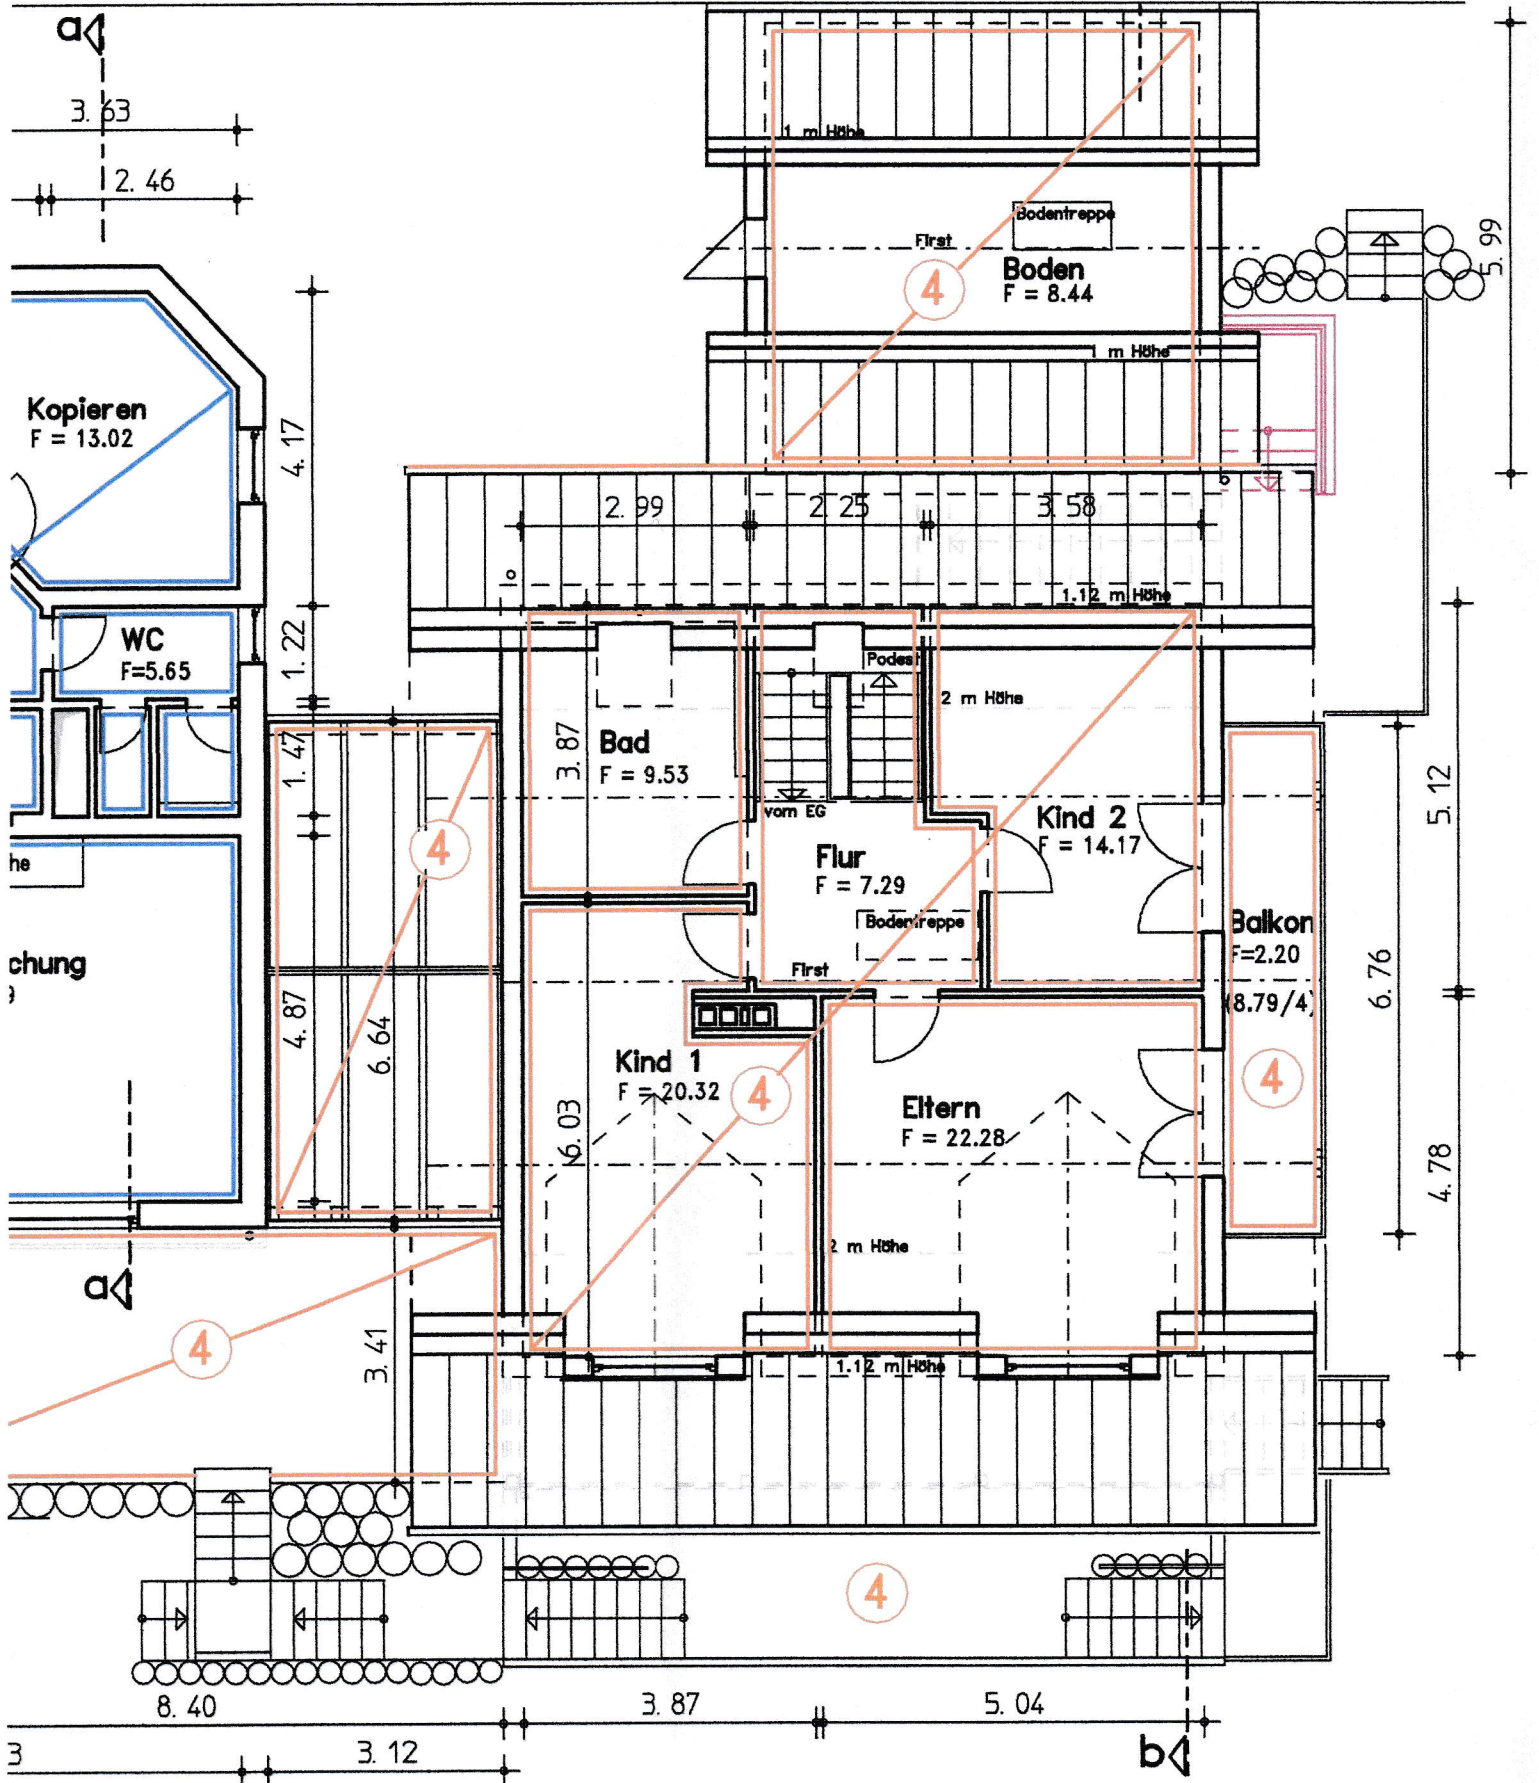 a
3. 63
2. 46
1 m Höhe
Bodentreppe
First
Boden
F = 8.44
5. 99
4
1 m Höhe
Kopieren
F = 13.02
4. 17
2. 99
2. 25
3. 58
1.12 m Höhe
WC
F=5.65
1. 22
Podest
2 m Höhe
1. 47
Bad
F = 9.53
3. 87
vom EG
Kind 2
F = 14.17
5. 12
4
Flur
F = 7.29
he
Bodentreppe
Balkon
F=2.20
(8.79/4)
chung
9
First
6. 76
4. 87
6. 64
Kind 1
F = 20.32
4
Eltern
F = 22.28
4
6. 03
4. 78
2 m Höhe
a
4
3. 41
1.12 m Höhe
4
8. 40
3. 87
5. 04
3
3. 12
b